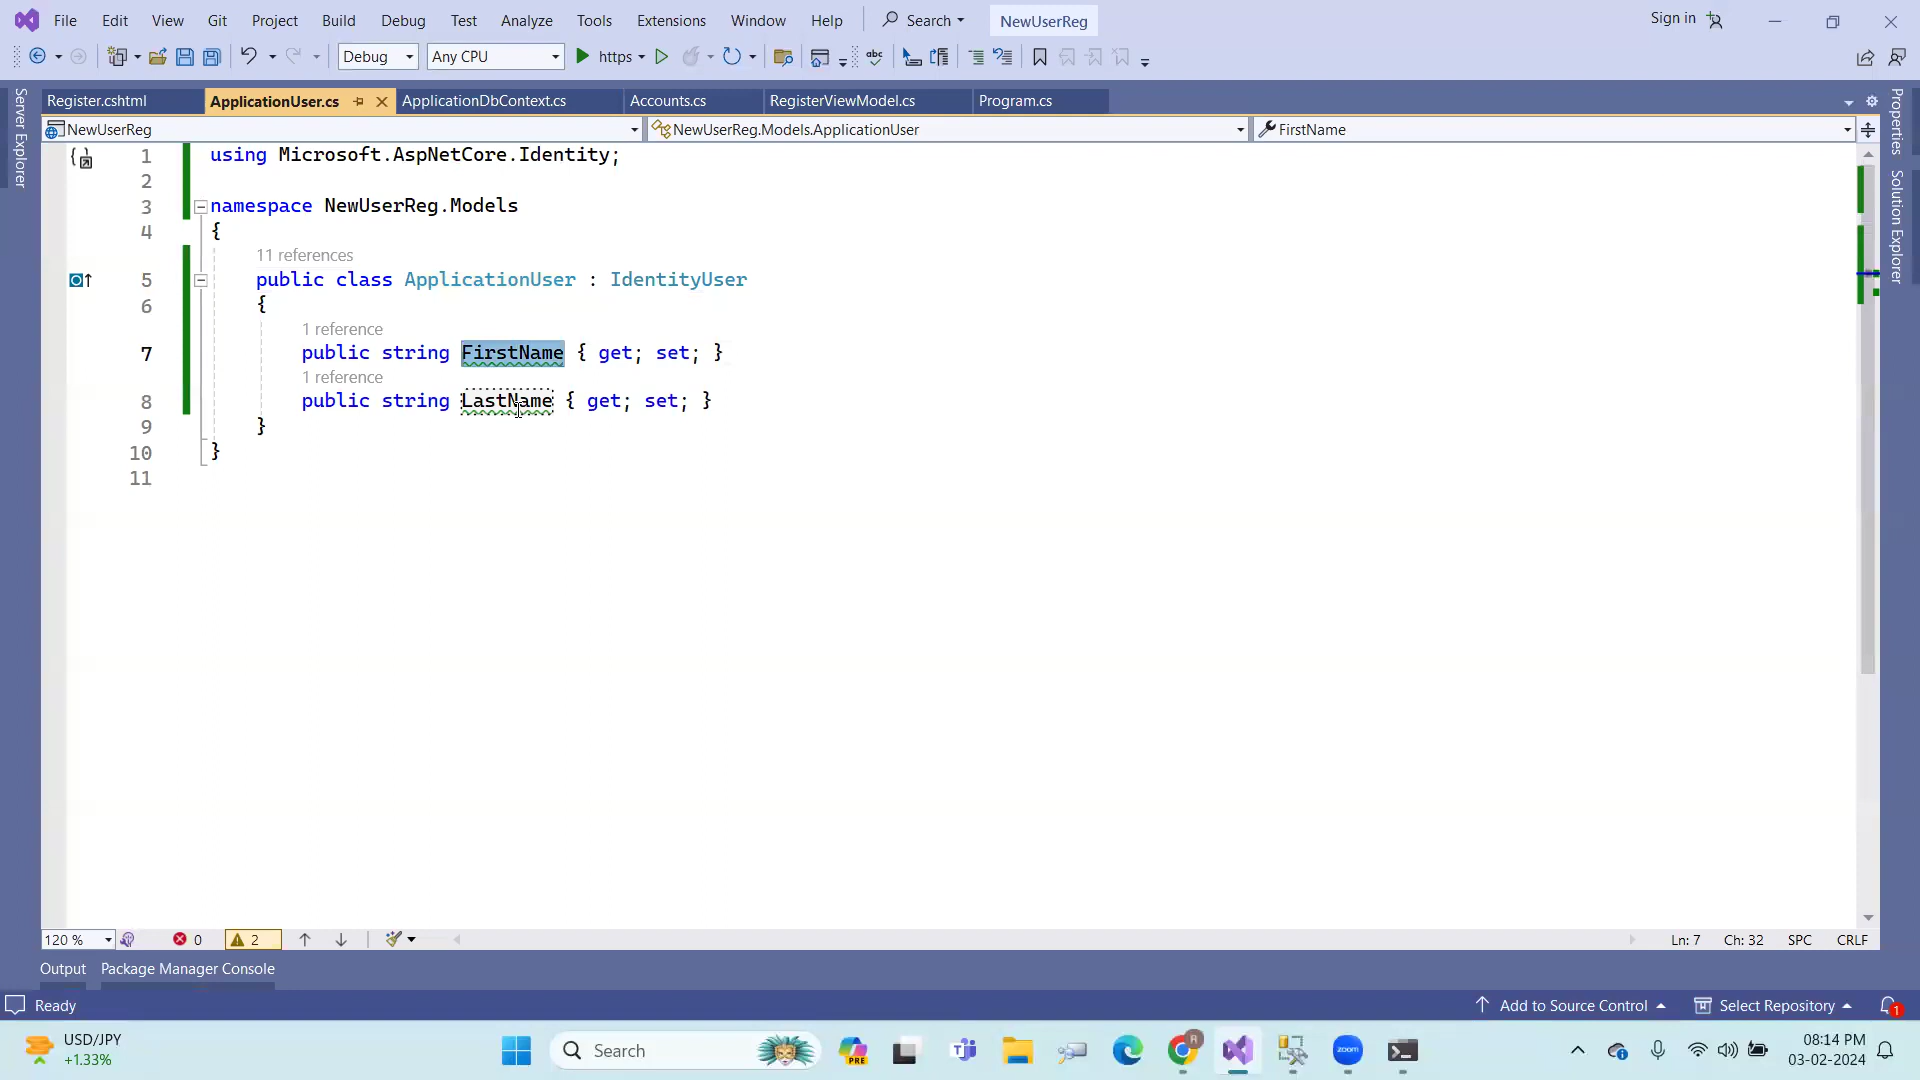 File Edit View Git Project Build Debug Test Analyze Tools Extensions Window Help Search NewUserReg Sign in
Debug Any CPU https
Register.cshtml ApplicationUser.cs ApplicationDbContext.cs Accounts.cs RegisterViewModel.cs Program.cs
NewUserReg NewUserReg.Models.ApplicationUser FirstName
Server Explorer
Properties
Solution Explorer
1 using Microsoft.AspNetCore.Identity;
2
3 namespace NewUserReg.Models
4 {
11 references
5 public class ApplicationUser : IdentityUser
6 {
1 reference
7 public string FirstName { get; set; }
1 reference
8 public string LastName { get; set; }
9 }
10 }
11
120 % 0 2 Ln: 7 Ch: 32 SPC CRLF
Output Package Manager Console
Ready Add to Source Control Select Repository 1
USD/JPY
+1.33%
Search
PRE
R
zoom
08:14 PM
03-02-2024